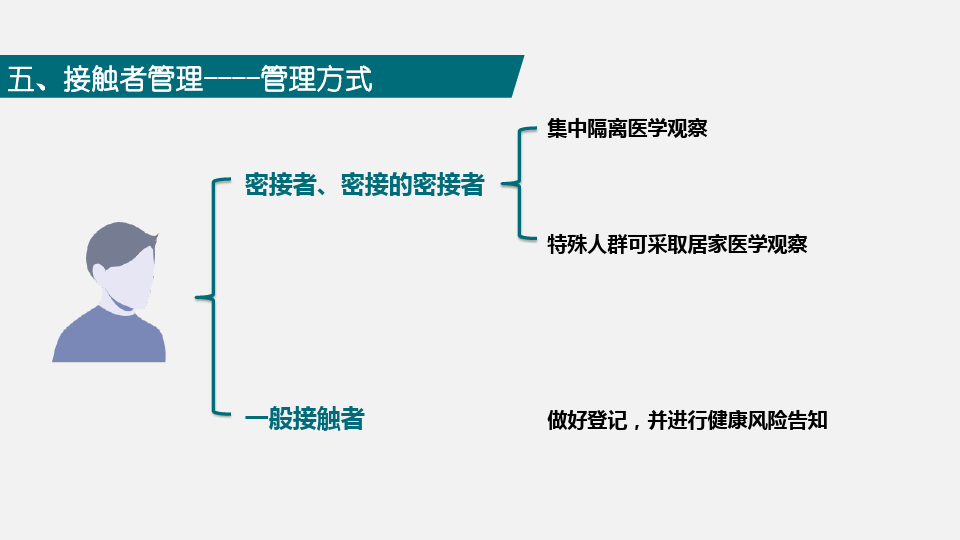 五、接触者管理----管理方式
集中隔离医学观察
密接者、密接的密接者
特殊人群可采取居家医学观察
一般接触者
做好登记，并进行健康风险告知